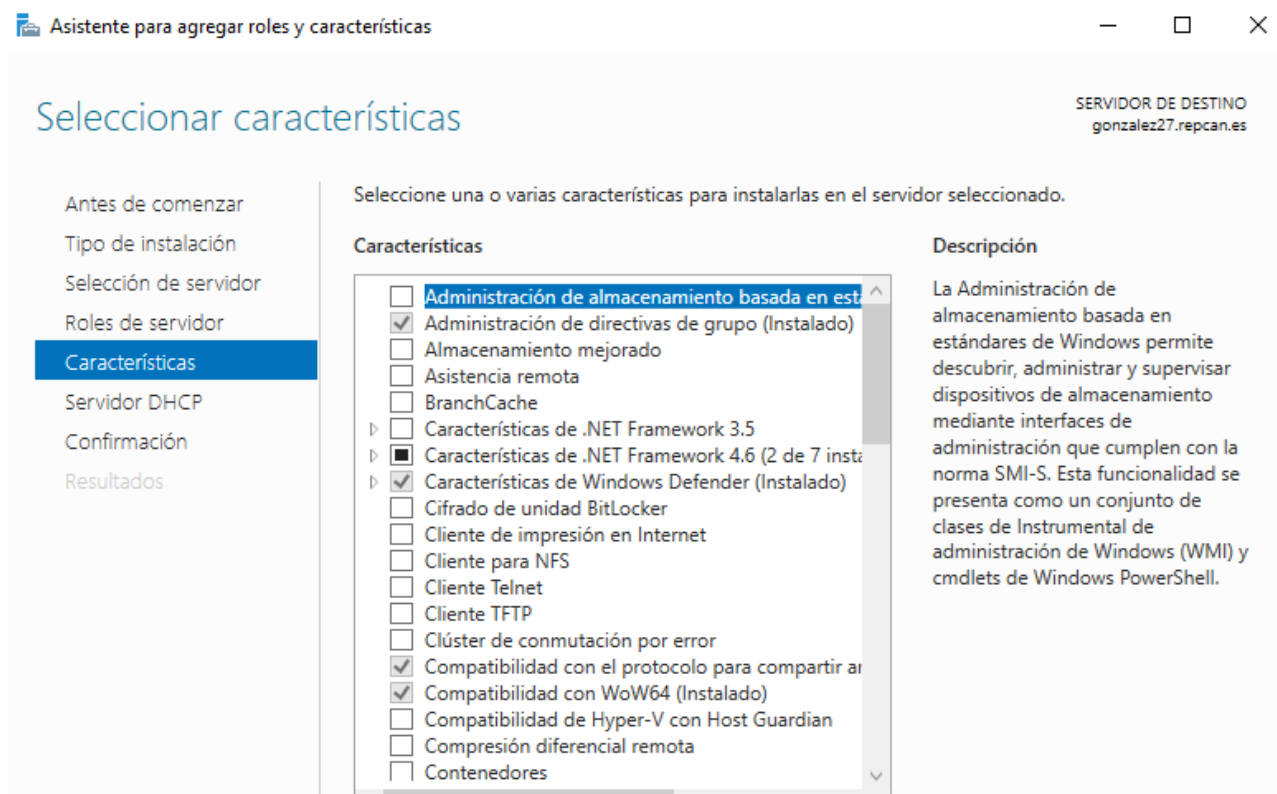 Asistente para agregar roles y características
Seleccionar características
SERVIDOR DE DESTINO
gonzalez27.repcan.es
Antes de comenzar
Tipo de instalación
Selección de servidor
Roles de servidor
Características
Servidor DHCP
Confirmación
Resultados
Seleccione una o varias características para instalarlas en el servidor seleccionado.
Características
Administración de almacenamiento basada en está
Administración de directivas de grupo (Instalado)
Almacenamiento mejorado
Asistencia remota
BranchCache
Características de .NET Framework 3.5
Características de .NET Framework 4.6 (2 de 7 insta
Características de Windows Defender (Instalado)
Cifrado de unidad BitLocker
Cliente de impresión en Internet
Cliente para NFS
Cliente Telnet
Cliente TFTP
Clúster de conmutación por error
Compatibilidad con el protocolo para compartir ar
Compatibilidad con WoW64 (Instalado)
Compatibilidad de Hyper-V con Host Guardian
Compresión diferencial remota
Contenedores
Descripción
La Administración de
almacenamiento basada en
estándares de Windows permite
descubrir, administrar y supervisar
dispositivos de almacenamiento
mediante interfaces de
administración que cumplen con la
norma SMI-S. Esta funcionalidad se
presenta como un conjunto de
clases de Instrumental de
administración de Windows (WMI) y
cmdlets de Windows PowerShell.